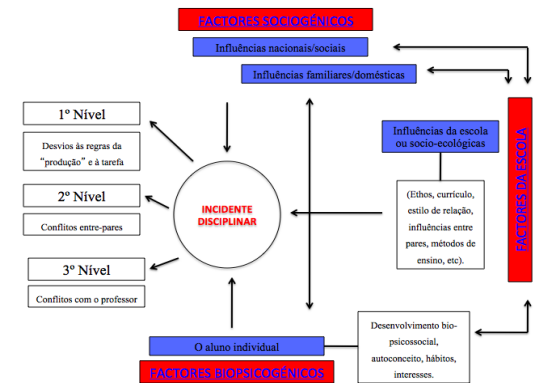 FACTORES SOCIOGÉNICOS
Influências nacionais/sociais
Influências familiares/domésticas
1º Nível
Desvios ás regras da
“produção” e á tarefa
2º Nível
Conflitos entre-pares
3º Nível
Conflitos com o professor
INCIDENTE
DISCIPLINAR
Influências da escola
ou socio-ecológicas
(Ethos, currículo,
estilo de relação,
influências entre
pares, métodos de
ensino, etc).
FACTORES DA ESCOLA
O aluno individual
FACTORES BIOPSICOGÉNICOS
Desenvolvimento bio-
psicossocial,
autoconceito, hábitos,
interesses.